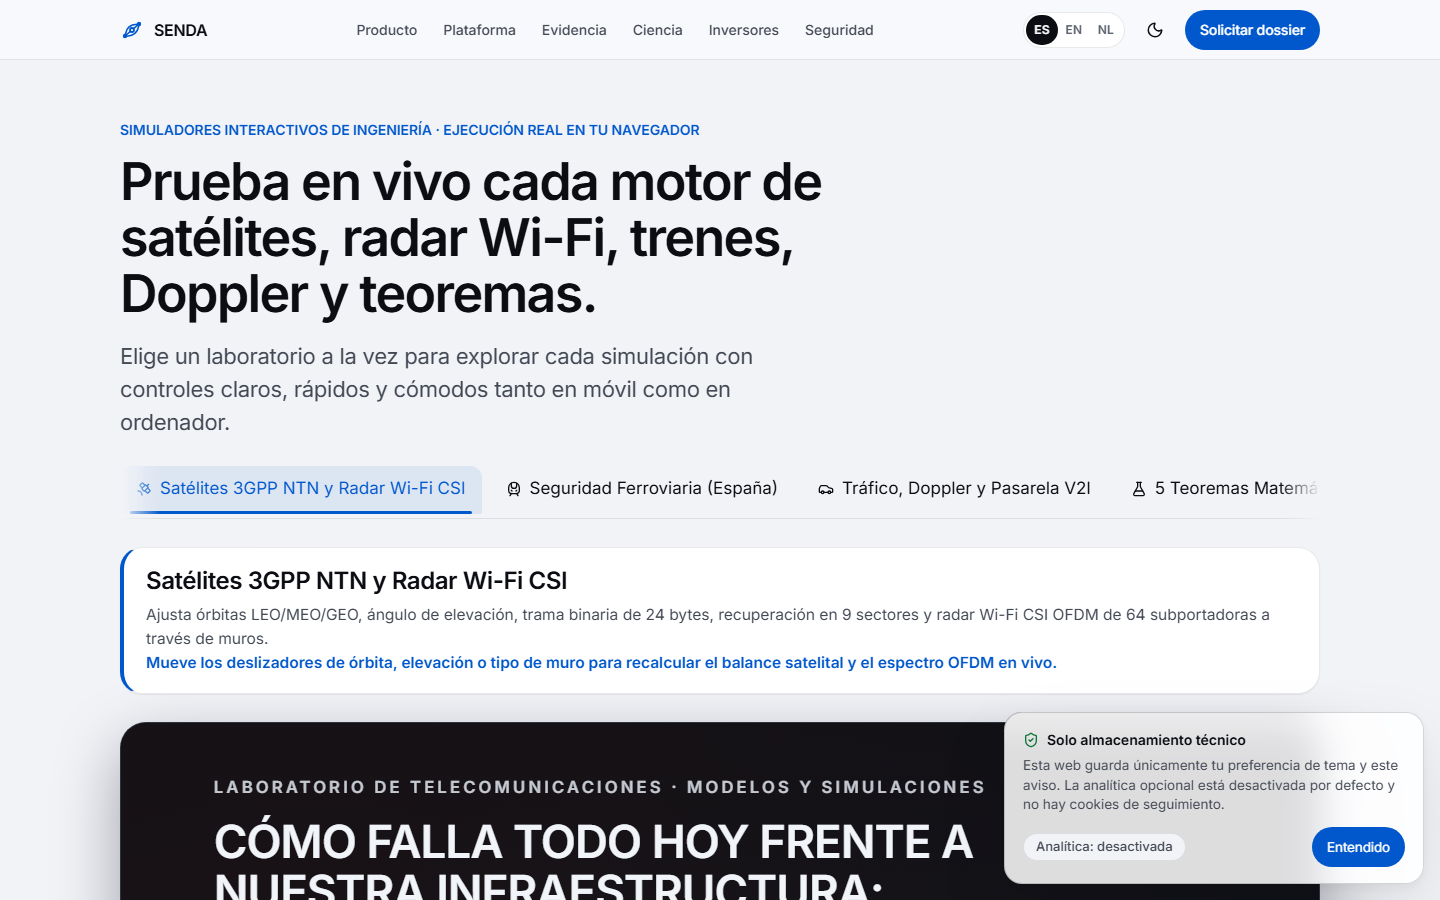 SENDA
Producto Plataforma Evidencia Ciencia Inversores Seguridad
ES EN NL
Solicitar dossier
SIMULADORES INTERACTIVOS DE INGENIERÍA · EJECUCIÓN REAL EN TU NAVEGADOR
Prueba en vivo cada motor de
satélites, radar Wi-Fi, trenes,
Doppler y teoremas.
Elige un laboratorio a la vez para explorar cada simulación con
controles claros, rápidos y cómodos tanto en móvil como en
ordenador.
Satélites 3GPP NTN y Radar Wi-Fi CSI
Seguridad Ferroviaria (España)
Tráfico, Doppler y Pasarela V2I
5 Teoremas Matemá
Satélites 3GPP NTN y Radar Wi-Fi CSI
Ajusta órbitas LEO/MEO/GEO, ángulo de elevación, trama binaria de 24 bytes, recuperación en 9 sectores y radar Wi-Fi CSI OFDM de 64 subportadoras a
través de muros.
Mueve los deslizadores de órbita, elevación o tipo de muro para recalcular el balance satelital y el espectro OFDM en vivo.
LABORATORIO DE TELECOMUNICACIONES · MODELOS Y SIMULACIONES
CÓMO FALLA TODO HOY FRENTE A
NUESTRA INFRAESTRUCTURA:
Solo almacenamiento técnico
Esta web guarda únicamente tu preferencia de tema y este
aviso. La analítica opcional está desactivada por defecto y
no hay cookies de seguimiento.
Analítica: desactivada
Entendido